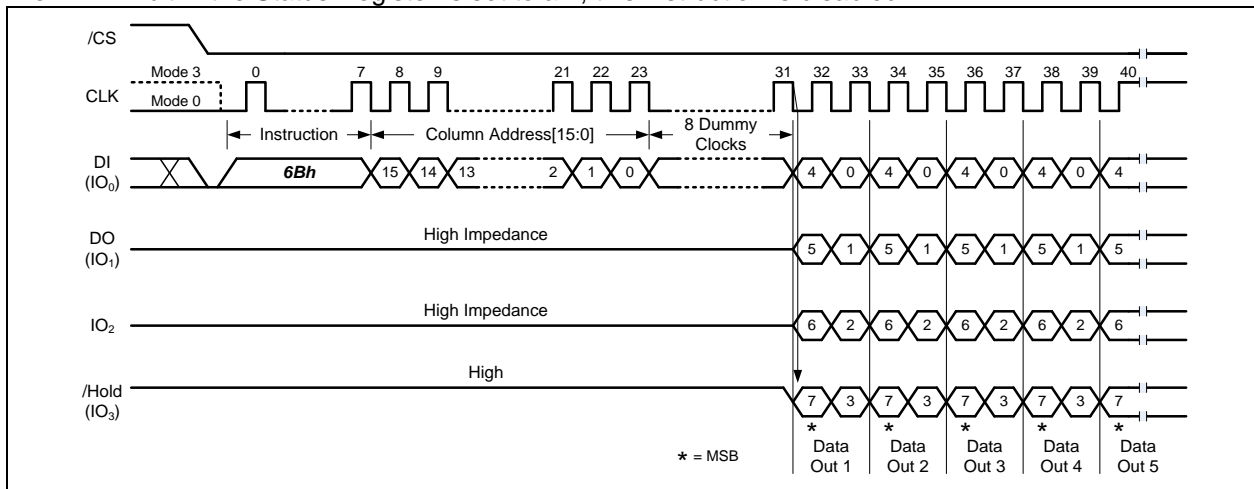 /CS
Mode 3 0 7 8 9 21 22 23 31 32 33 34 35 36 37 38 39 40
CLK
Mode 0
Instruction Column Address[15:0] 8 Dummy
Clocks
DI
(IO0) 6Bh 15 14 13 2 1 0 4 0 4 0 4 0 4 0 4
DO High Impedance
(IO1) 5 1 5 1 5 1 5 1 5
High Impedance
IO2 6 2 6 2 6 2 6 2 6
High
/Hold
(IO3) 7 3 7 3 7 3 7 3 7
* * * * *
* = MSB
Data Data Data Data Data
Out 1 Out 2 Out 3 Out 4 Out 5